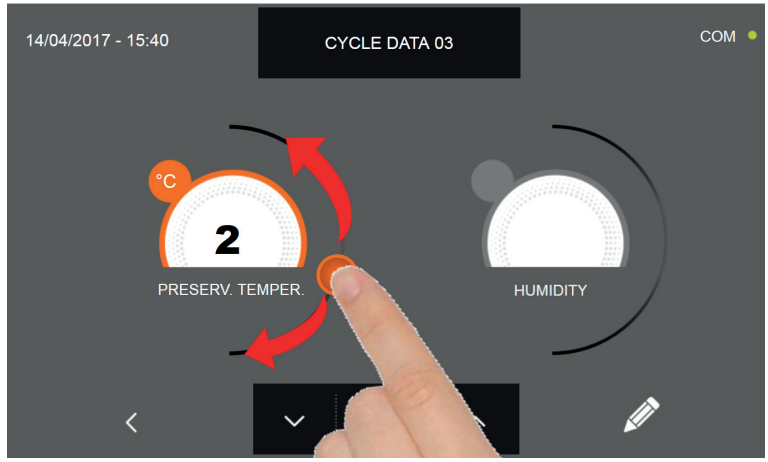 14/04/2017 - 15:40
CYCLE DATA 03
COM
°C
2
PRESERV. TEMPER.
HUMIDITY